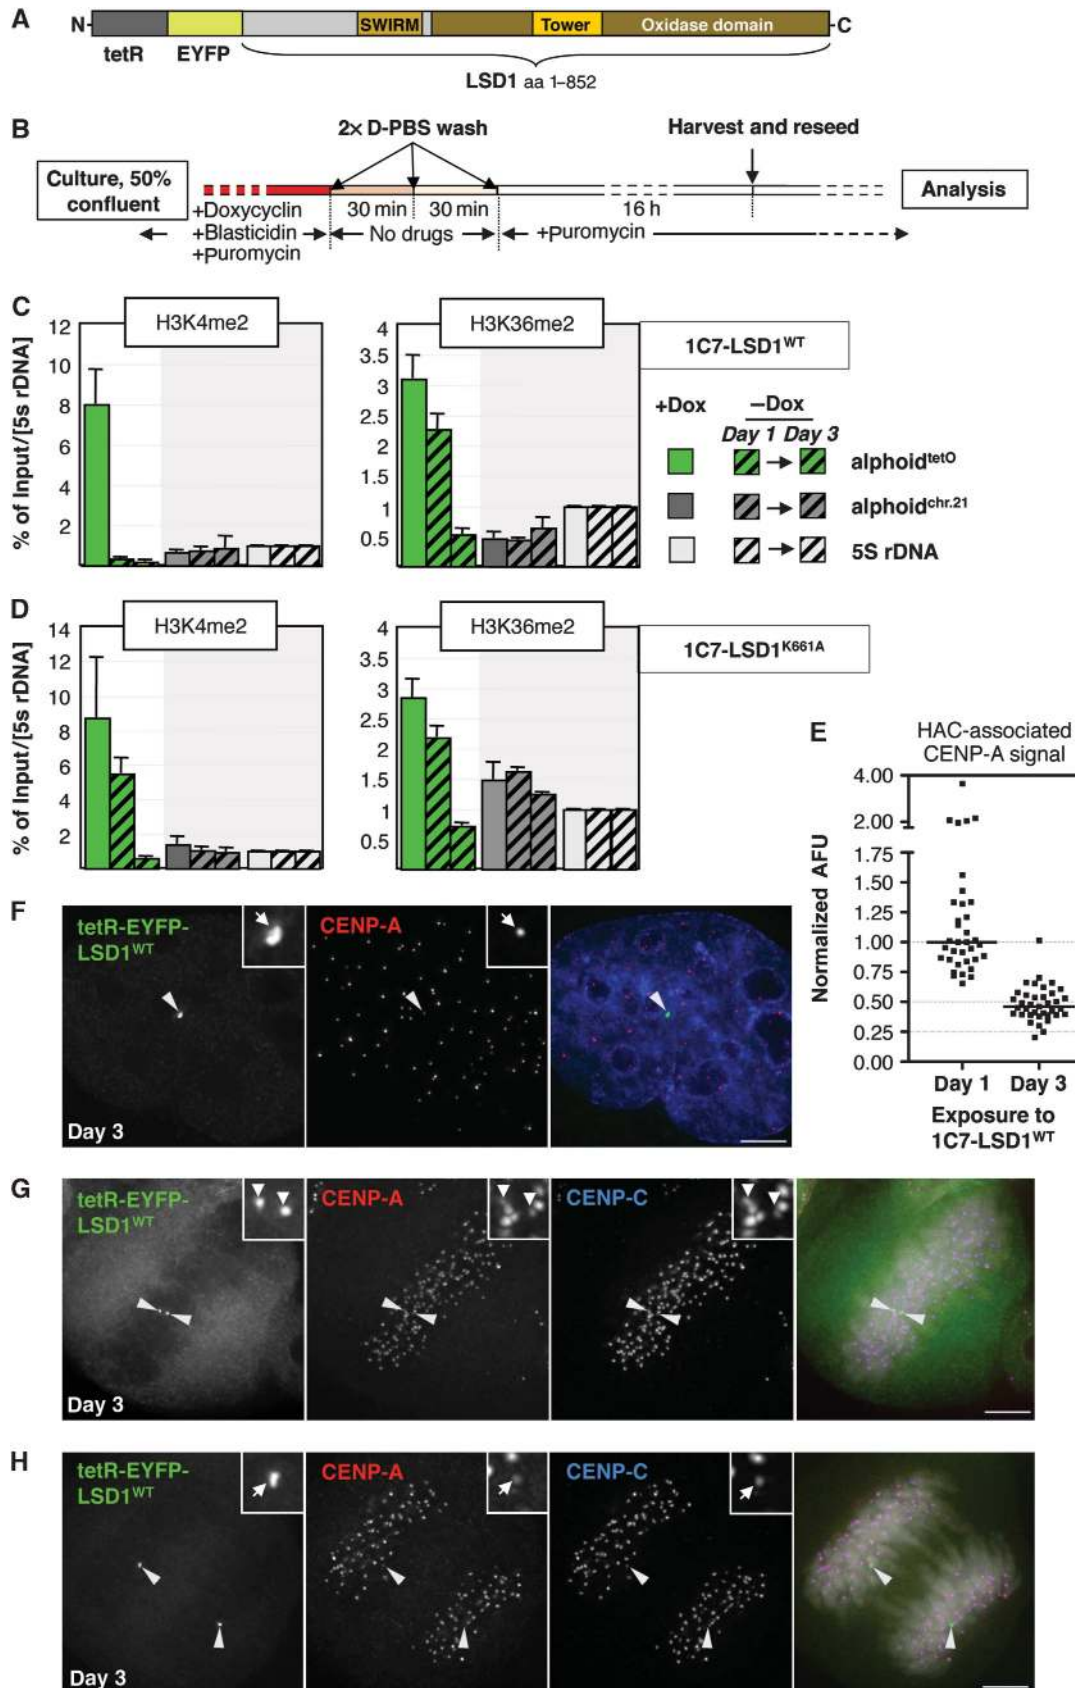 A
N-
SWIRM
Tower
Oxidase domain
-C
tetR
EYFP
LSD1 aa 1–852
B
2× D-PBS wash
Harvest and reseed
Culture, 50%
confluent
Analysis
30 min
30 min
16 h
+Doxycyclin
+Blasticidin
+Puromycin
No drugs
+Puromycin
C
% of Input/[5s rDNA]
12
10
8
6
4
2
H3K4me2
4
3.5
3
2.5
2
1.5
1
0.5
H3K36me2
1C7-LSD1WT
+Dox
–Dox
Day 1
Day 3
alphoidtetO
alphoidchr.21
5S rDNA
D
% of Input/[5s rDNA]
14
12
10
8
6
4
2
H3K4me2
4
3.5
3
2.5
2
1.5
1
0.5
H3K36me2
1C7-LSD1K661A
E
HAC-associated
CENP-A signal
Normalized AFU
4.00
2.00
1.75
1.50
1.25
1.00
0.75
0.50
0.25
0.00
Day 1
Day 3
Exposure to
1C7-LSD1WT
F
tetR-EYFP-
LSD1WT
CENP-A
Day 3
G
tetR-EYFP-
LSD1WT
CENP-A
CENP-C
Day 3
H
tetR-EYFP-
LSD1WT
CENP-A
CENP-C
Day 3